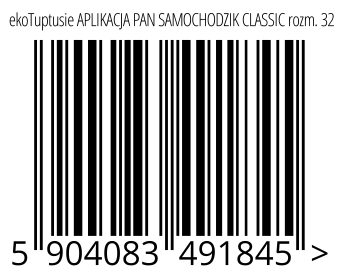 ekoTuptusie APLIKACJA PAN SAMOCHODZIK CLASSIC rozm. 32
5 904083 491845 >